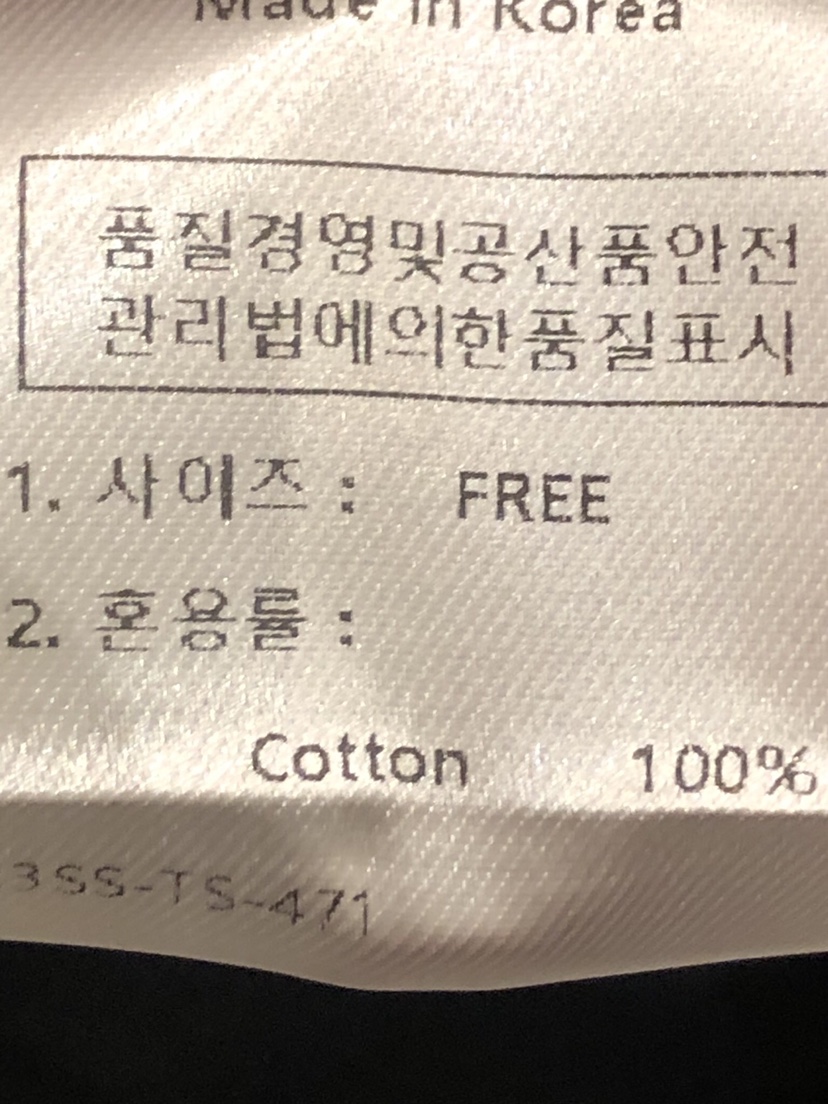 Made in Korea
품질경영및공산품안전
관리법에의한품질표시
1. 사이즈 : FREE
2. 혼용률 :
Cotton 100%
3SS-TS-471